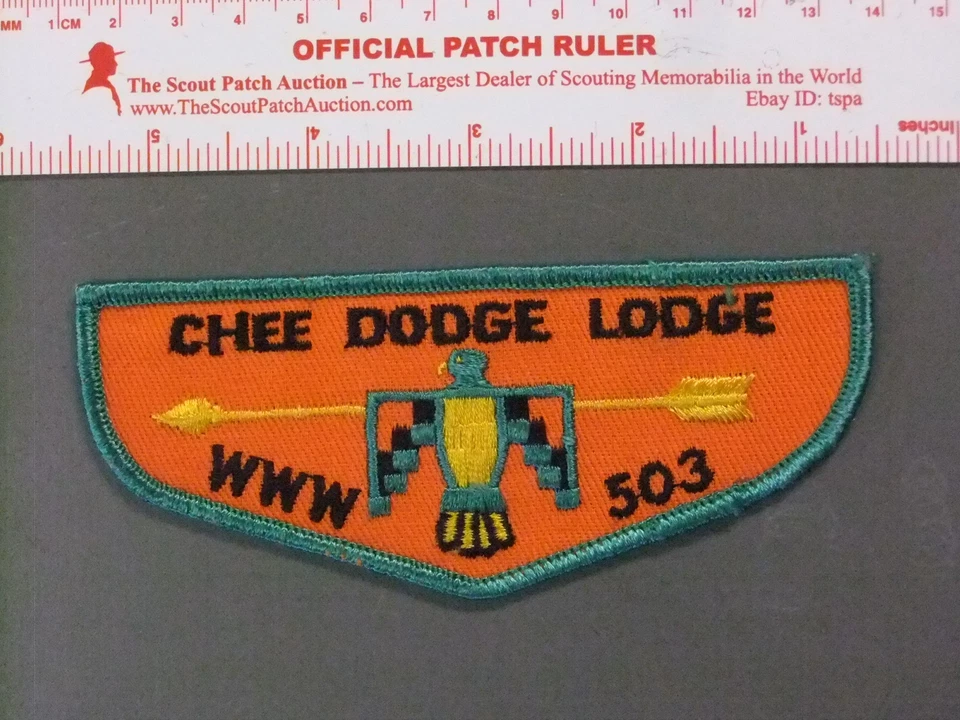 MM 1 CM 2 3 4 5 6 7 8 9 10 11 12 13 14 15
OFFICIAL PATCH RULER
The Scout Patch Auction – The Largest Dealer of Scouting Memorabilia in the World
www.TheScoutPatchAuction.com Ebay ID: tspa
6 5 4 3 2 1 Inches
CHEE DODGE LODGE
WWW 503